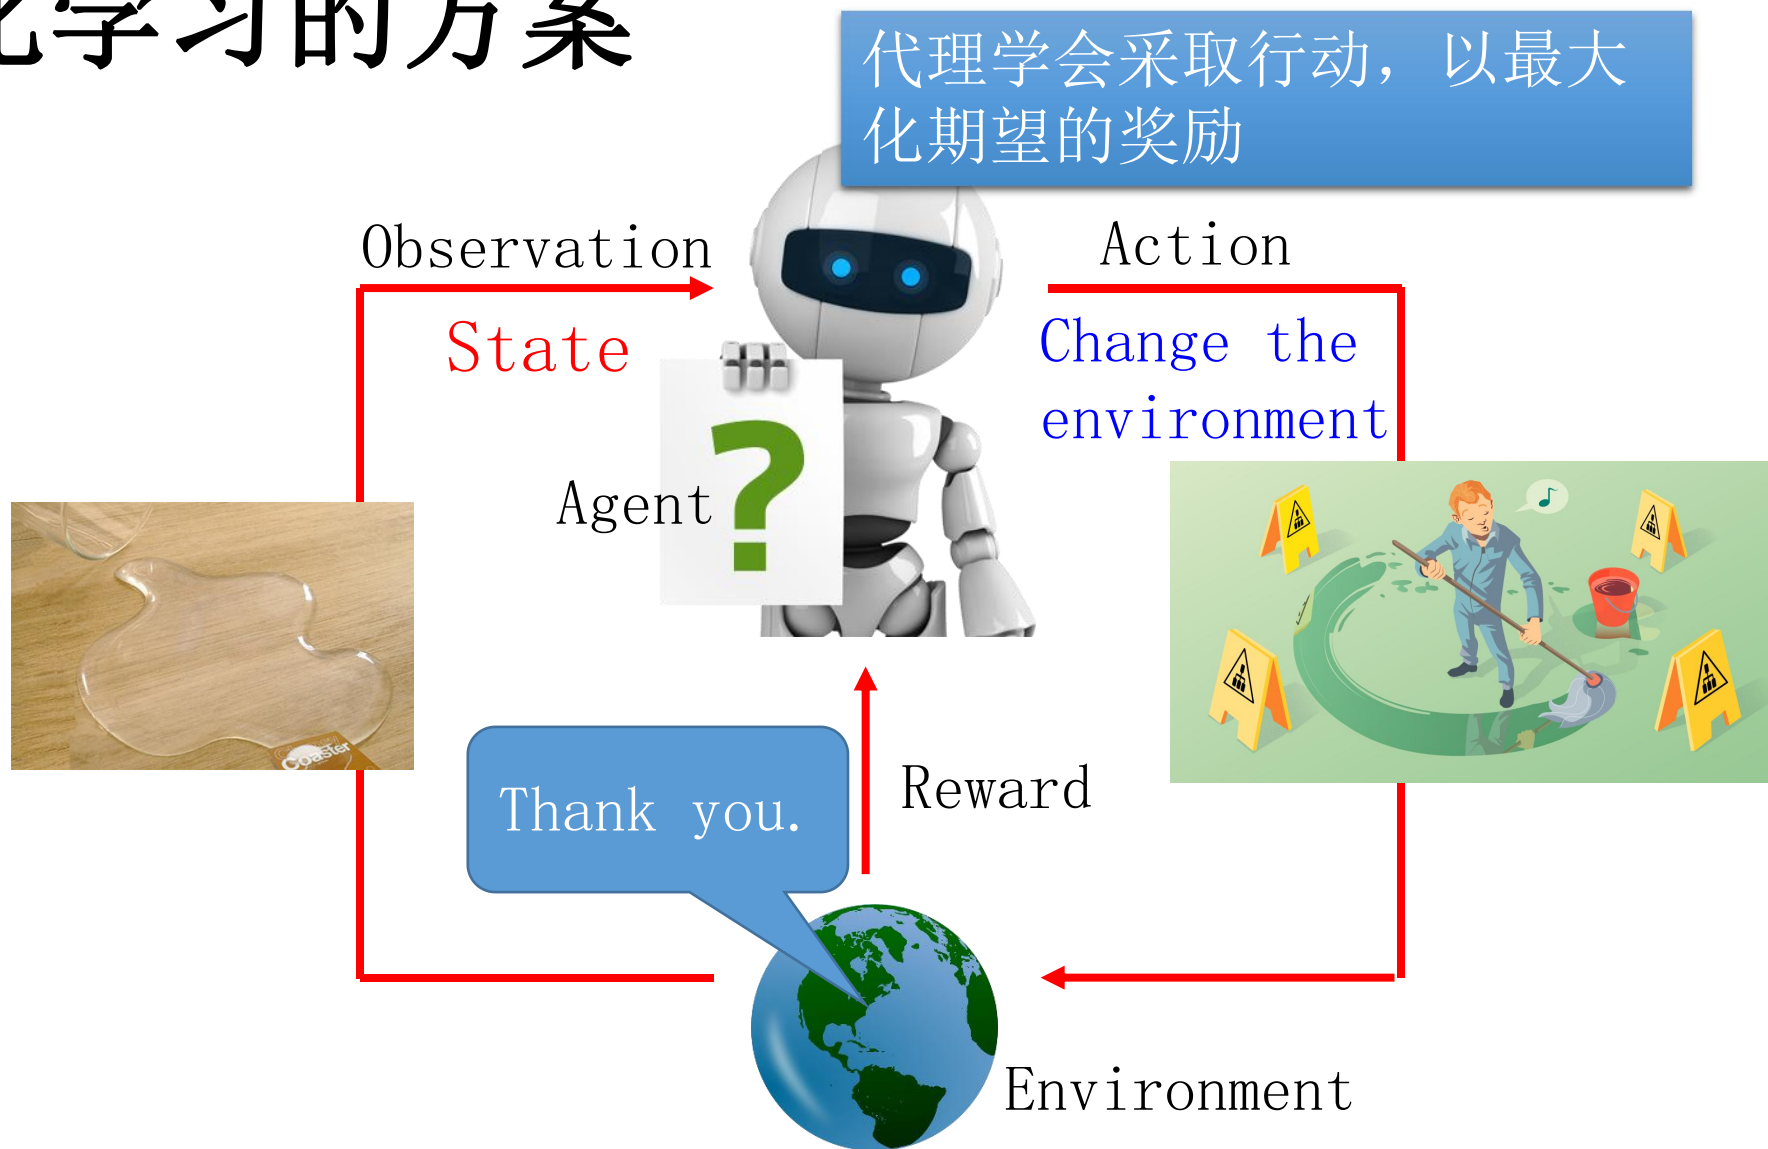 化学习的方案
代理学会采取行动，以最大
化期望的奖励
Observation
Action
State
Change the
environment
Agent
?
Coaster
Thank you.
Reward
Environment